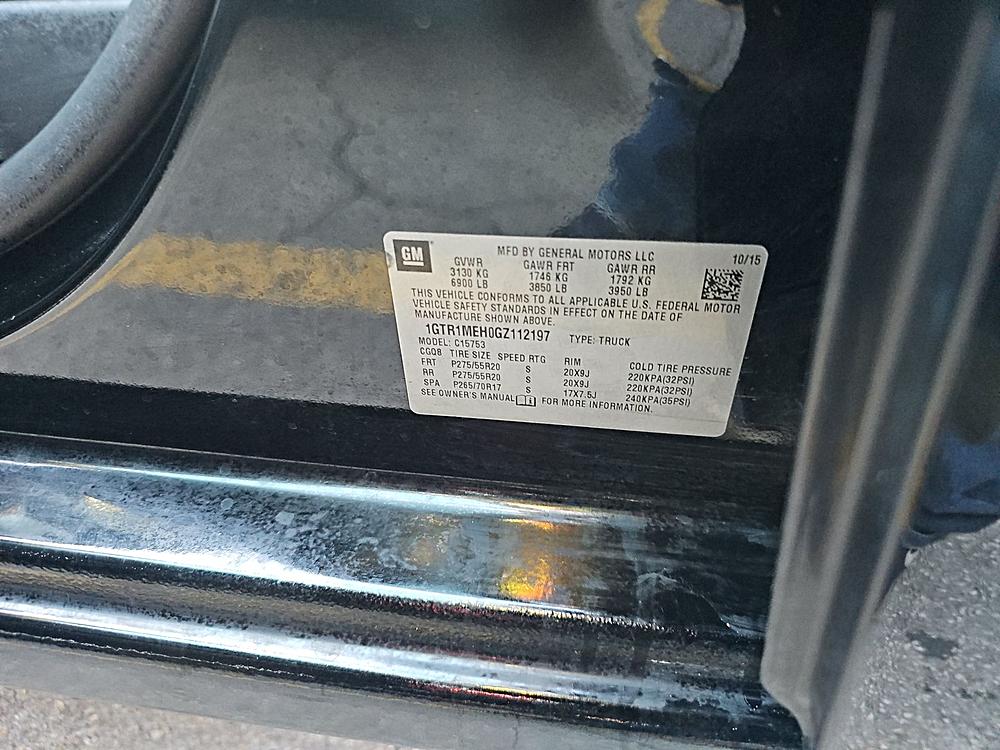 GM
MFD BY GENERAL MOTORS LLC 10/15
GVWR GAWR FRT GAWR RR
3130 KG 1746 KG 1792 KG
6900 LB 3850 LB 3950 LB
THIS VEHICLE CONFORMS TO ALL APPLICABLE U.S. FEDERAL MOTOR
VEHICLE SAFETY STANDARDS IN EFFECT ON THE DATE OF
MANUFACTURE SHOWN ABOVE.
1GTR1MEH0GZ112197 TYPE: TRUCK
MODEL: C15753
CGQ8 TIRE SIZE SPEED RTG RIM COLD TIRE PRESSURE
FRT P275/55R20 S 20X9J 220KPA(32PSI)
RR P275/55R20 S 20X9J 220KPA(32PSI)
SPA P265/70R17 S 17X7.5J 240KPA(35PSI)
SEE OWNER'S MANUAL FOR MORE INFORMATION.